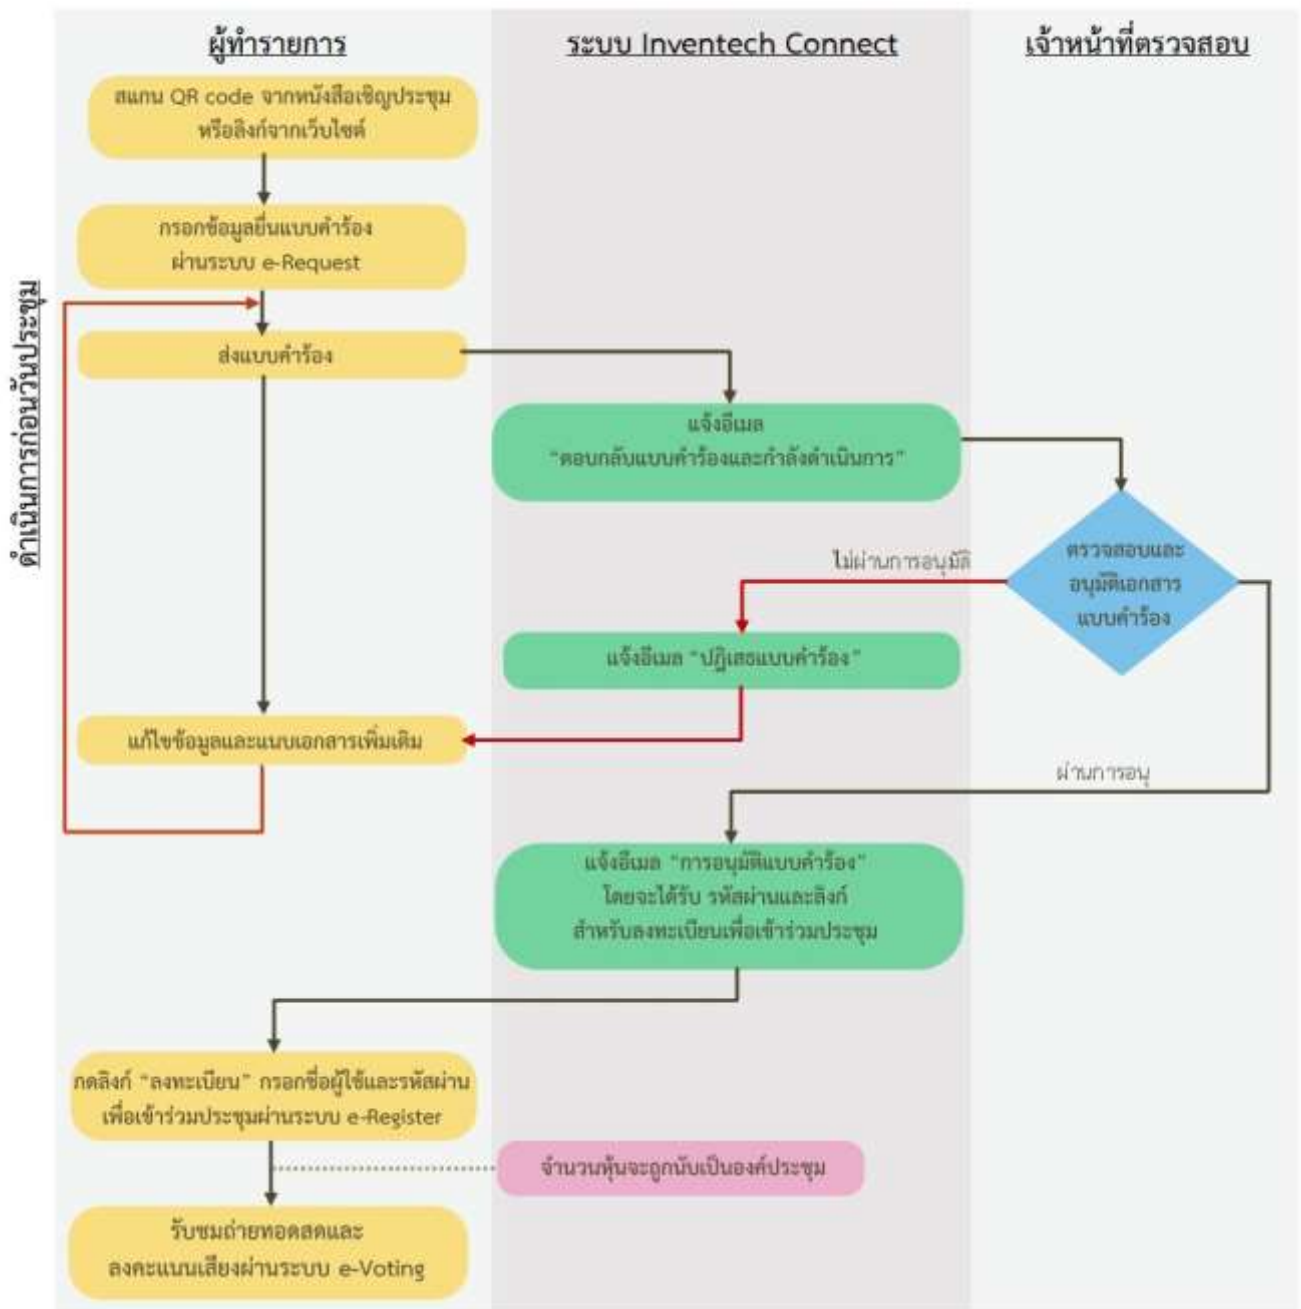 ผู้ทำรายการ
ระบบ Inventech Connect
เจ้าหน้าที่ตรวจสอบ
ดำเนินการก่อนวันประชุม
สแกน QR code จากหนังสือเชิญประชุม
หรือลิงก์จากเว็บไซต์
กรอกข้อมูลยื่นแบบคำร้อง
ผ่านระบบ e-Request
ส่งแบบคำร้อง
แจ้งอีเมล
"ตอบกลับแบบคำร้องและกำลังดำเนินการ"
ตรวจสอบและ
อนุมัติเอกสาร
แบบคำร้อง
ไม่ผ่านการอนุมัติ
แจ้งอีเมล "ปฏิเสธแบบคำร้อง"
แก้ไขข้อมูลและแนบเอกสารเพิ่มเติม
ผ่านการอนุ
แจ้งอีเมล "การอนุมัติแบบคำร้อง"
โดยจะได้รับ รหัสผ่านและลิงก์
สำหรับลงทะเบียนเพื่อเข้าร่วมประชุม
กดลิงก์ "ลงทะเบียน" กรอกชื่อผู้ใช้และรหัสผ่าน
เพื่อเข้าร่วมประชุมผ่านระบบ e-Register
จำนวนหุ้นจะถูกนับเป็นองค์ประชุม
รับชมถ่ายทอดสดและ
ลงคะแนนเสียงผ่านระบบ e-Voting